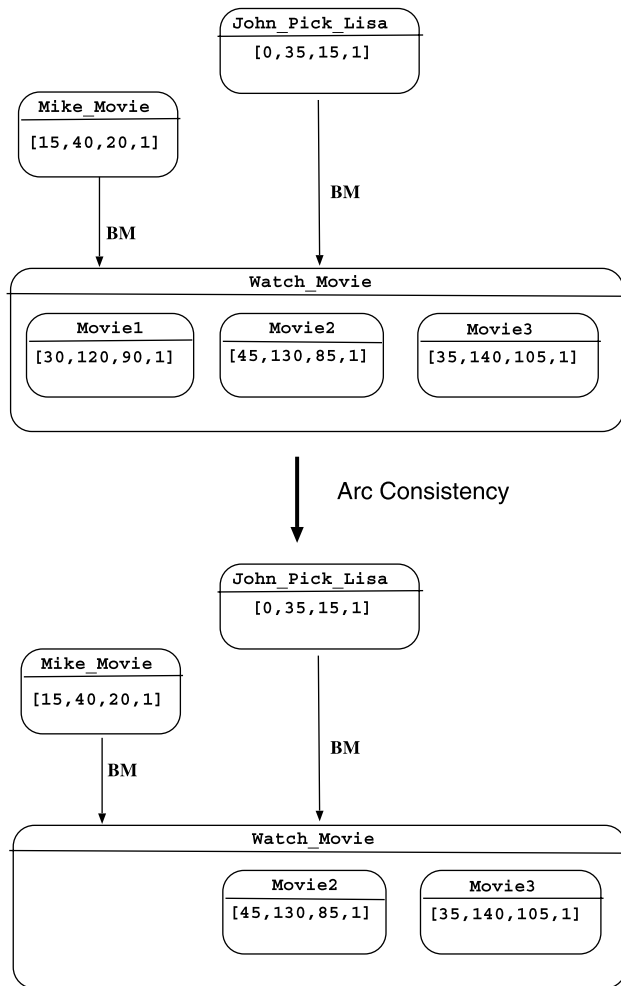 John_Pick_Lisa
[0,35,15,1]
Mike_Movie
[15,40,20,1]
BM
BM
Watch_Movie
Movie1
[30,120,90,1]
Movie2
[45,130,85,1]
Movie3
[35,140,105,1]
Arc Consistency
John_Pick_Lisa
[0,35,15,1]
Mike_Movie
[15,40,20,1]
BM
BM
Watch_Movie
Movie2
[45,130,85,1]
Movie3
[35,140,105,1]